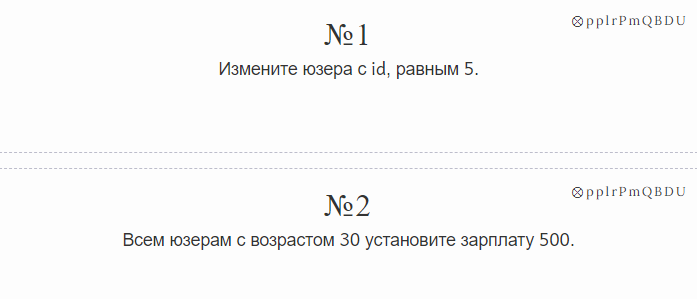 ⊗pplrPmQBDU
№1
Измените юзера с id, равным 5.
⊗pplrPmQBDU
№2
Всем юзерам с возрастом 30 установите зарплату 500.